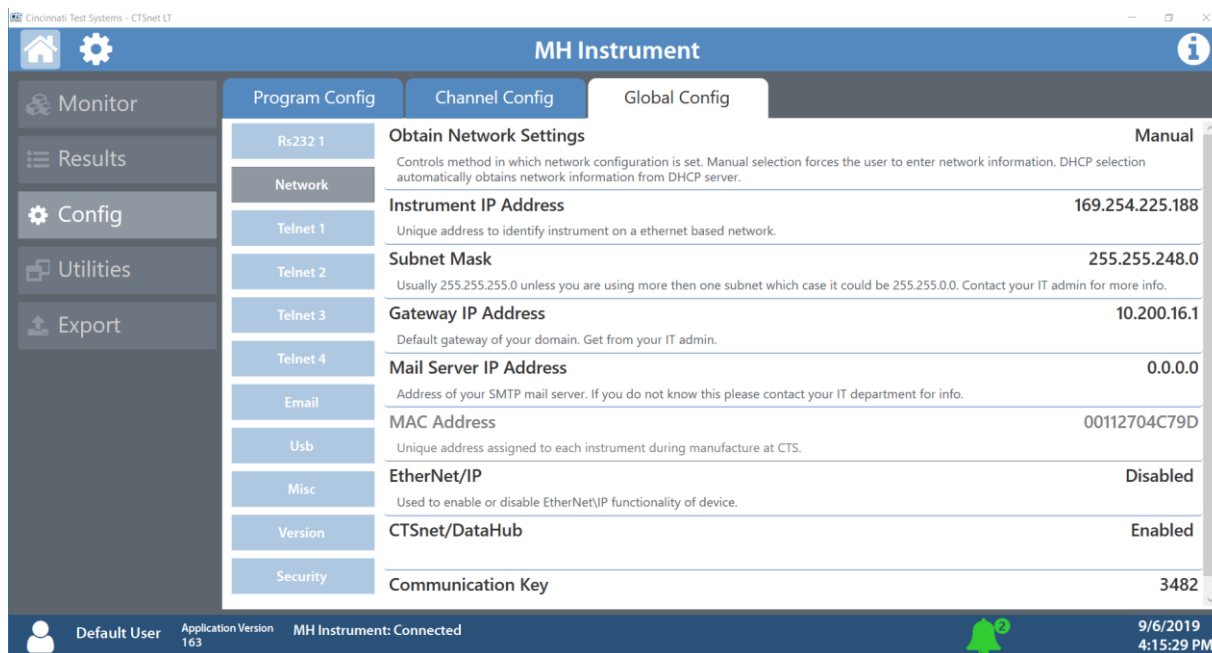 Cincinnati Test Systems - CTSnet LT
MH Instrument
Monitor
Results
Config
Utilities
Export
Program Config
Channel Config
Global Config
Rs232 1
Network
Telnet 1
Telnet 2
Telnet 3
Telnet 4
Email
Usb
Misc
Version
Security
Obtain Network Settings Manual
Controls method in which network configuration is set. Manual selection forces the user to enter network information. DHCP selection
automatically obtains network information from DHCP server.
Instrument IP Address 169.254.225.188
Unique address to identify instrument on a ethernet based network.
Subnet Mask 255.255.248.0
Usually 255.255.255.0 unless you are using more then one subnet which case it could be 255.255.0.0. Contact your IT admin for more info.
Gateway IP Address 10.200.16.1
Default gateway of your domain. Get from your IT admin.
Mail Server IP Address 0.0.0.0
Address of your SMTP mail server. If you do not know this please contact your IT department for info.
MAC Address 00112704C79D
Unique address assigned to each instrument during manufacture at CTS.
EtherNet/IP Disabled
Used to enable or disable EtherNet\IP functionality of device.
CTSnet/DataHub Enabled
Communication Key 3482
Default User
Application Version
163
MH Instrument: Connected
2
9/6/2019
4:15:29 PM